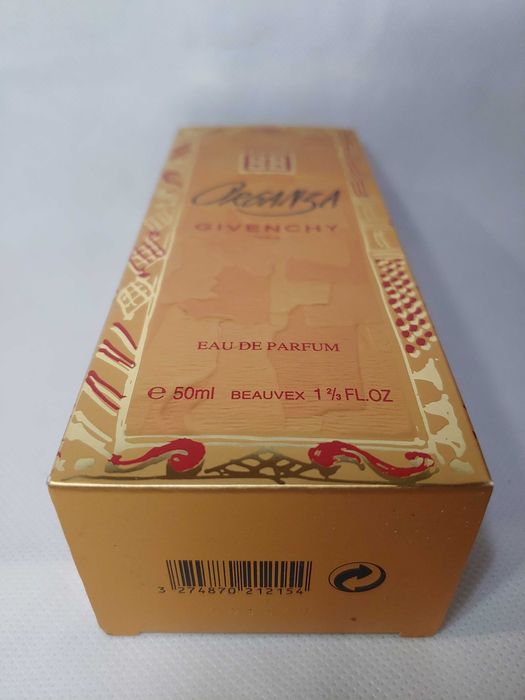 ORGANZA
GIVENCHY
EAU DE PARFUM
℮ 50ml BEAUVEX 1 ⅔ FL.OZ
3 274870 212154